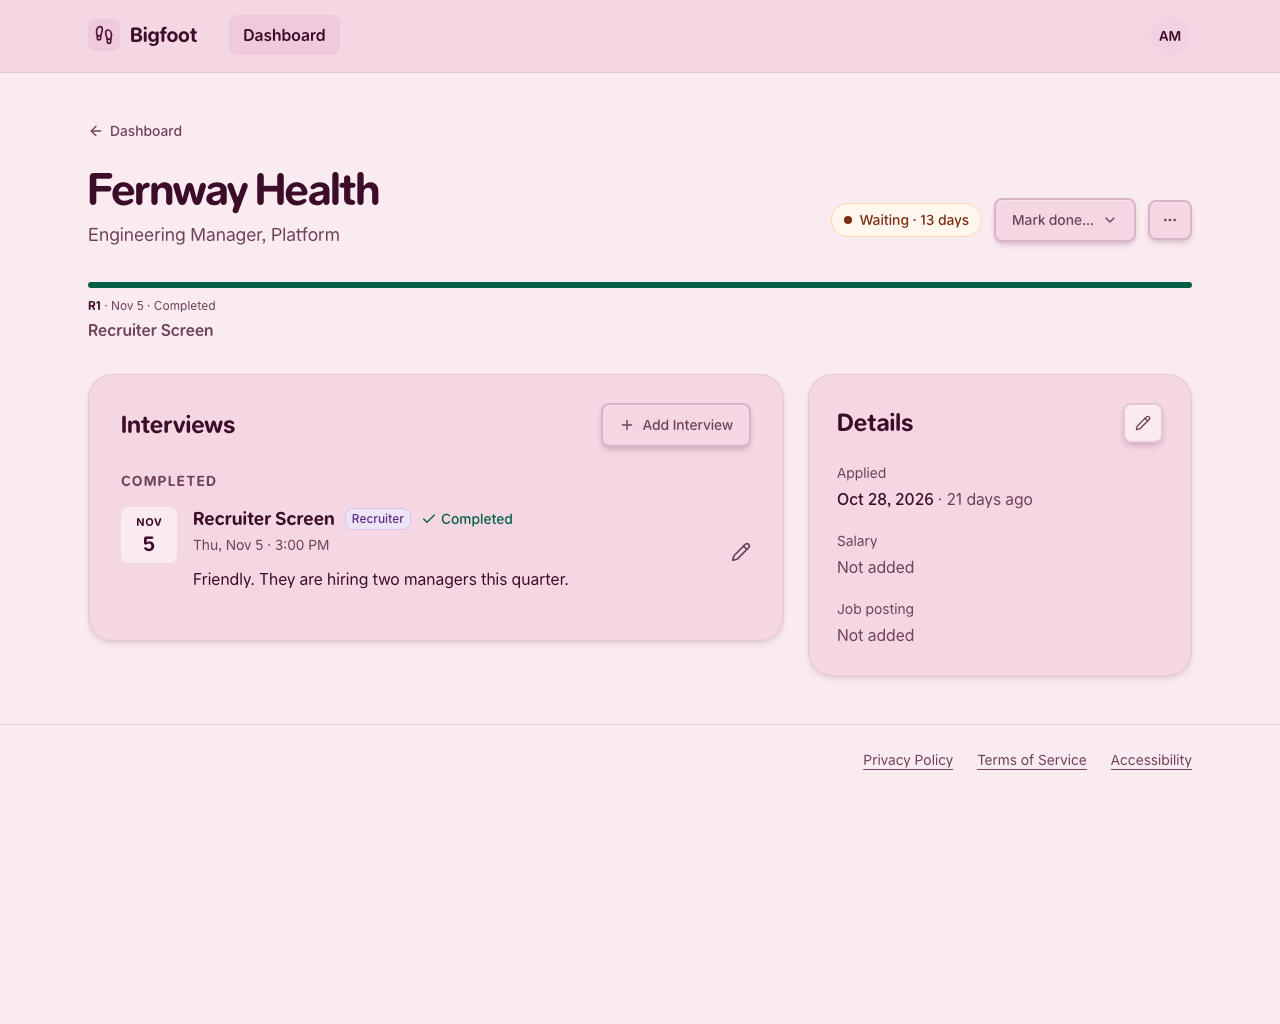 Bigfoot
Dashboard
AM
Dashboard
Fernway Health
Engineering Manager, Platform
Waiting · 13 days
Mark done...
R1 · Nov 5 · Completed
Recruiter Screen
Interviews
Add Interview
COMPLETED
NOV
5
Recruiter Screen
Recruiter
Completed
Thu, Nov 5 · 3:00 PM
Friendly. They are hiring two managers this quarter.
Details
Applied
Oct 28, 2026 · 21 days ago
Salary
Not added
Job posting
Not added
Privacy Policy
Terms of Service
Accessibility